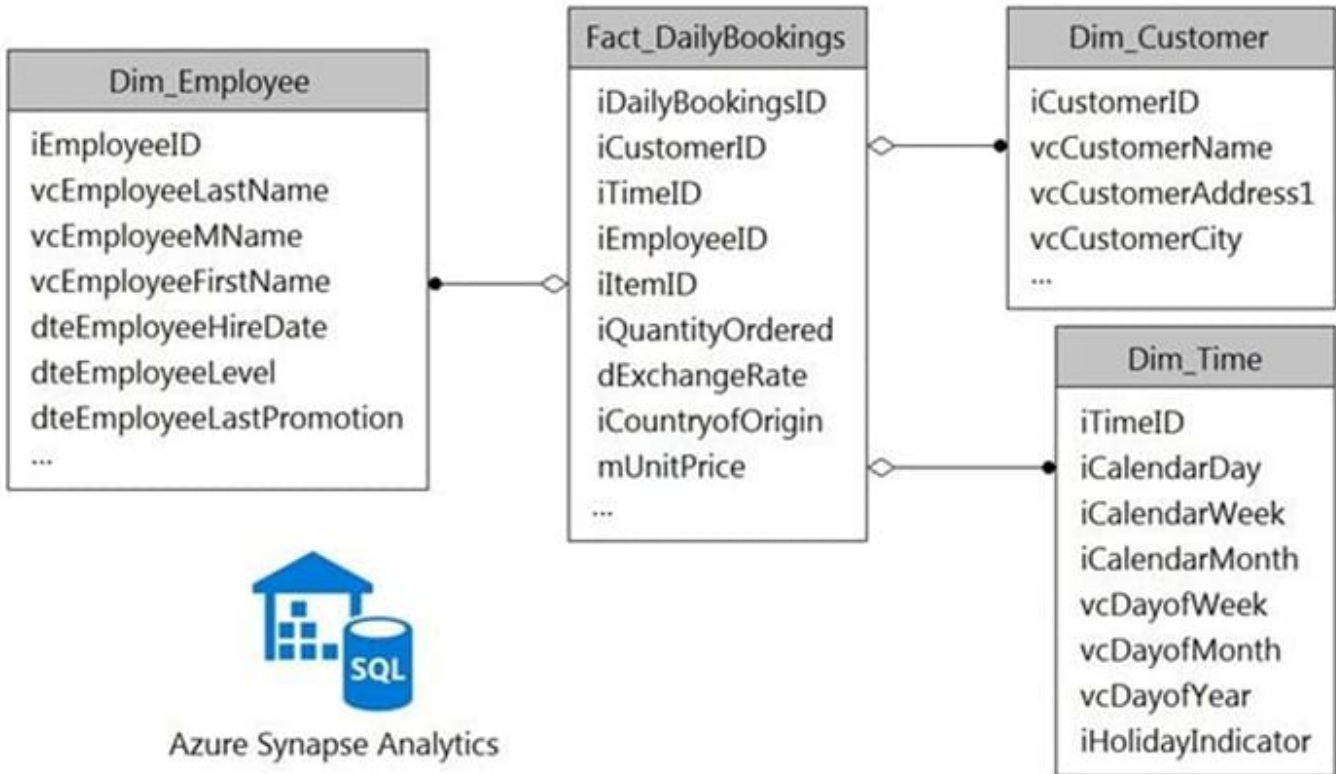 Dim_Employee
iEmployeeID
vcEmployeeLastName
vcEmployeeMName
vcEmployeeFirstName
dteEmployeeHireDate
dteEmployeeLevel
dteEmployeeLastPromotion
...
Fact_DailyBookings
iDailyBookingsID
iCustomerID
iTimeID
iEmployeeID
iItemID
iQuantityOrdered
dExchangeRate
iCountryofOrigin
mUnitPrice
...
Dim_Customer
iCustomerID
vcCustomerName
vcCustomerAddress1
vcCustomerCity
...
Dim_Time
iTimeID
iCalendarDay
iCalendarWeek
iCalendarMonth
vcDayofWeek
vcDayofMonth
vcDayofYear
iHolidayIndicator
SQL
Azure Synapse Analytics